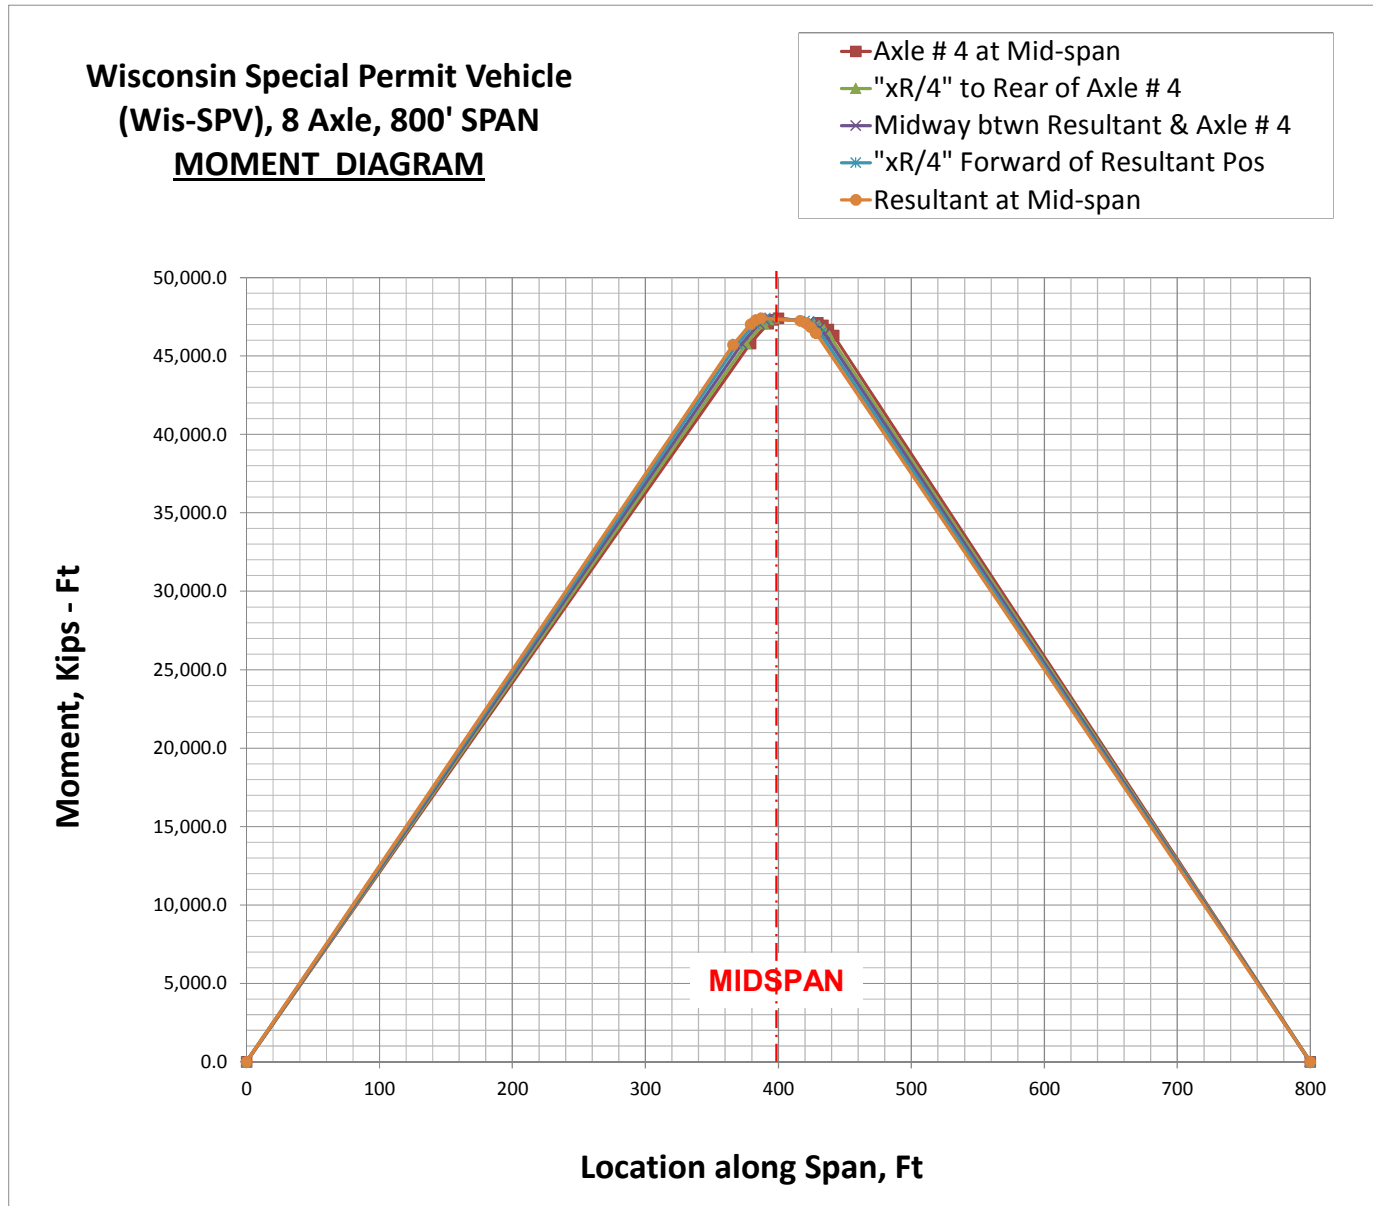 Wisconsin Special Permit Vehicle
(Wis-SPV), 8 Axle, 800' SPAN
MOMENT DIAGRAM
Axle # 4 at Mid-span
"xR/4" to Rear of Axle # 4
Midway btwn Resultant & Axle # 4
"xR/4" Forward of Resultant Pos
Resultant at Mid-span
50,000.0
45,000.0
40,000.0
35,000.0
30,000.0
25,000.0
20,000.0
15,000.0
10,000.0
5,000.0
0.0
Moment, Kips - Ft
MIDSPAN
0 100 200 300 400 500 600 700 800
Location along Span, Ft